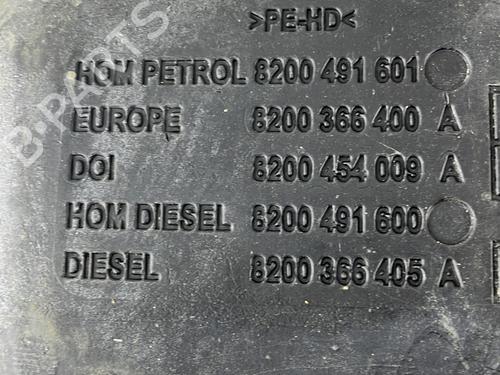 >PE-HD<
HOM PETROL 8200 491 601
EUROPE 8200 366 400 A
DOI 8200 454 009 A
HOM DIESEL 8200 491 600
DIESEL 8200 366 405 A
B-PARTS